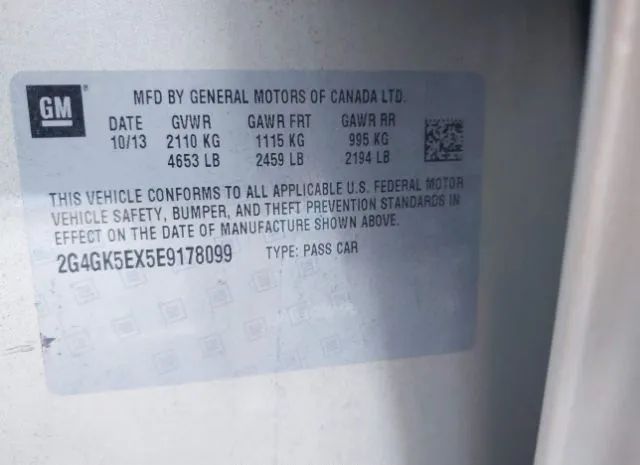 GM
MFD BY GENERAL MOTORS OF CANADA LTD.
DATE GVWR GAWR FRT GAWR RR
10/13 2110 KG 1115 KG 995 KG
4653 LB 2459 LB 2194 LB
THIS VEHICLE CONFORMS TO ALL APPLICABLE U.S. FEDERAL MOTOR
VEHICLE SAFETY, BUMPER, AND THEFT PREVENTION STANDARDS IN
EFFECT ON THE DATE OF MANUFACTURE SHOWN ABOVE.
2G4GK5EX5E9178099 TYPE: PASS CAR